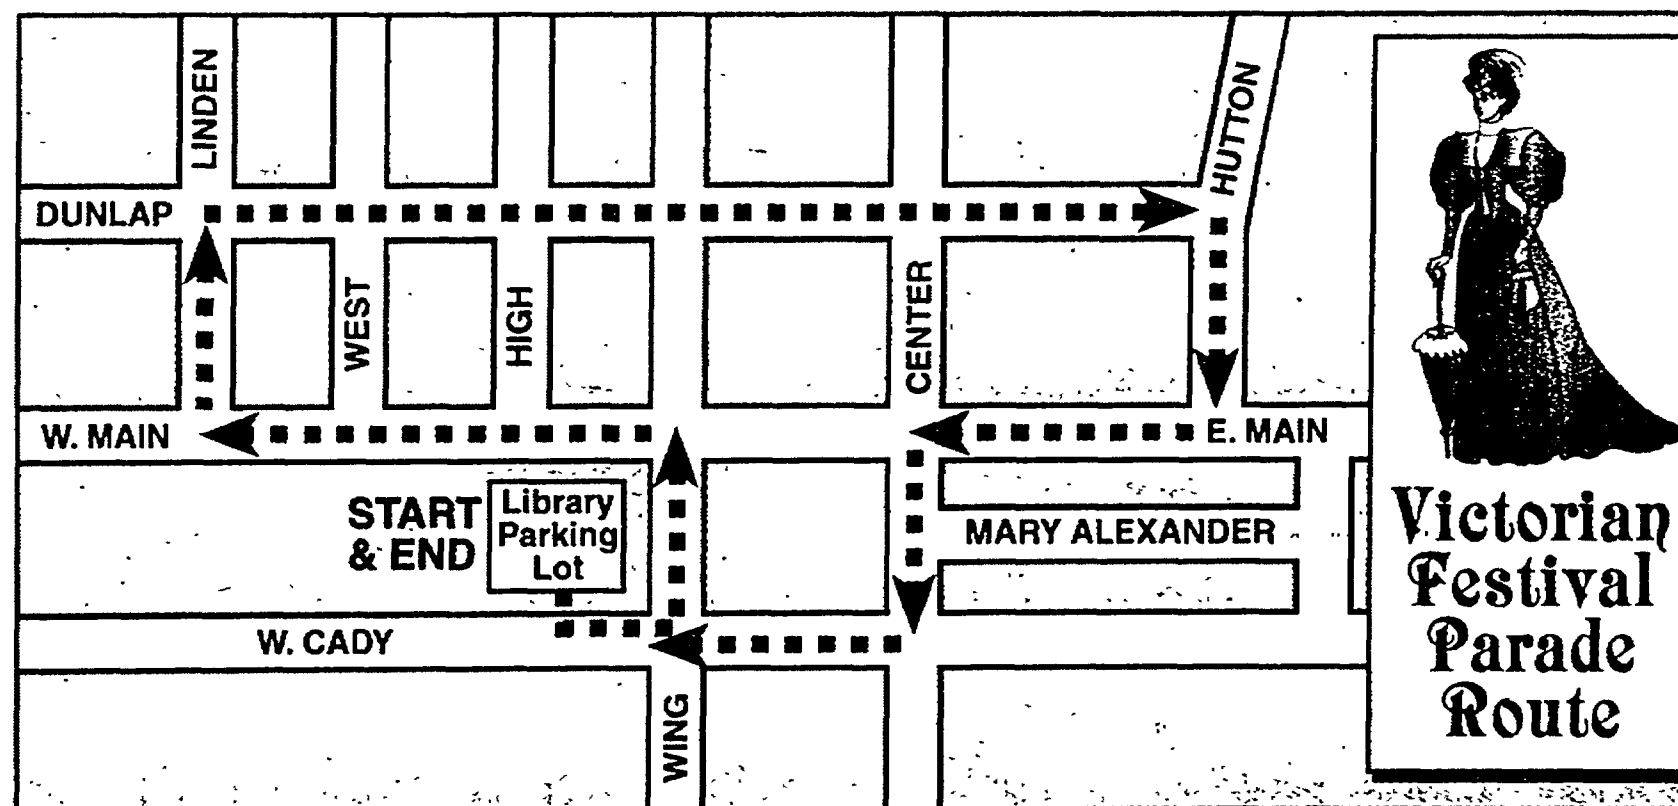 LINDEN
HUTTON
DUNLAP
WEST
HIGH
CENTER
W. MAIN
E. MAIN
START
& END
Library
Parking
Lot
MARY ALEXANDER
W. CADY
WING
Victorian
Festival
Parade
Route